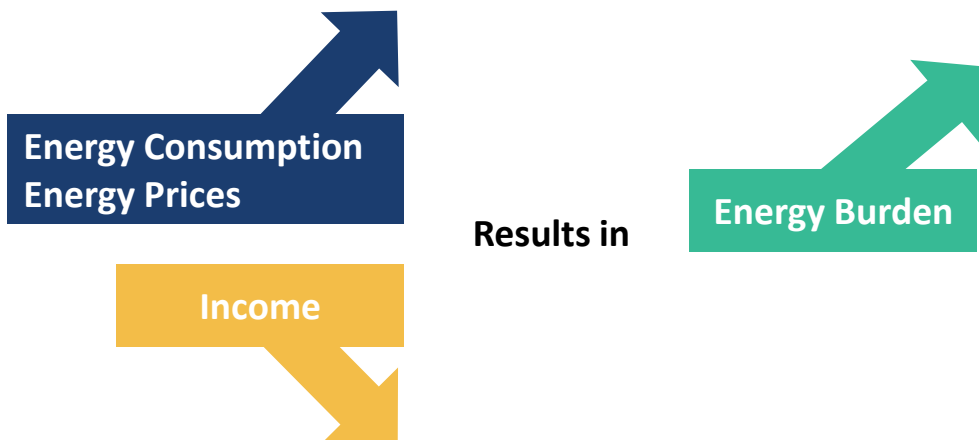 Energy Consumption
Energy Prices
Results in
Energy Burden
Income